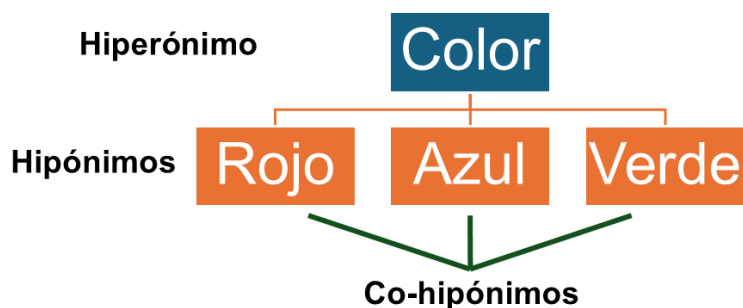 Hiperónimo
Color
Hipónimos
Rojo
Azul
Verde
Co-hipónimos